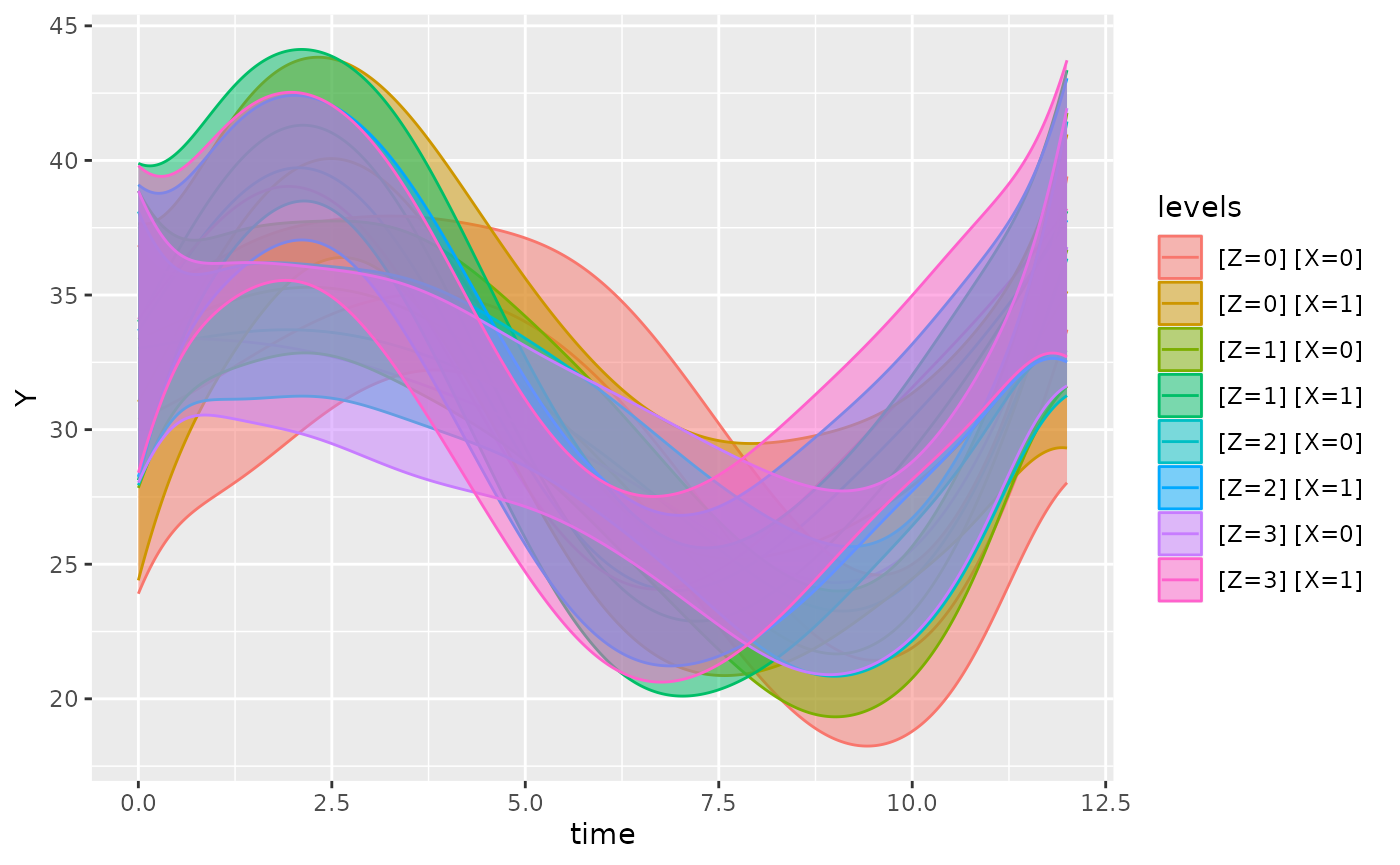 45
40
35
30
25
20
Y
0.0 2.5 5.0 7.5 10.0 12.5
time
levels
[Z=0] [X=0]
[Z=0] [X=1]
[Z=1] [X=0]
[Z=1] [X=1]
[Z=2] [X=0]
[Z=2] [X=1]
[Z=3] [X=0]
[Z=3] [X=1]